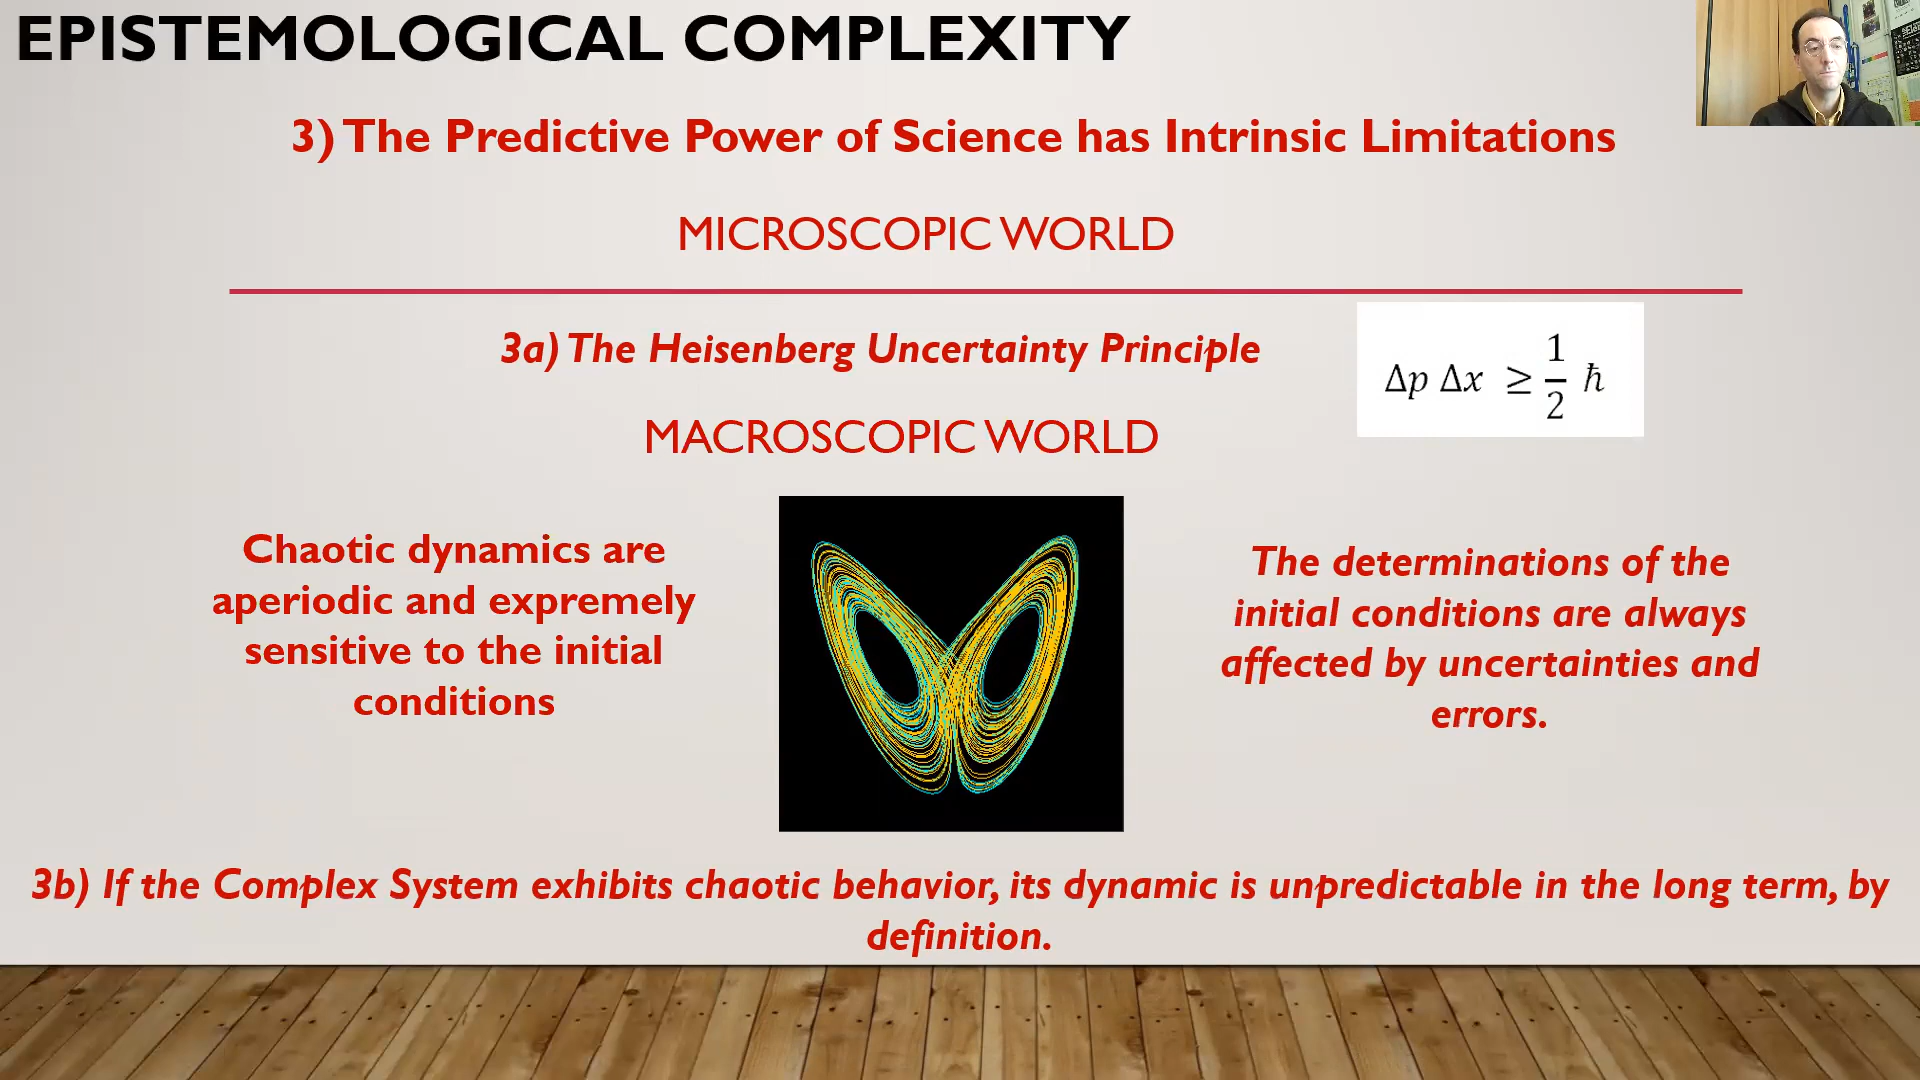 EPISTEMOLOGICAL COMPLEXITY
3) The Predictive Power of Science has Intrinsic Limitations
MICROSCOPIC WORLD
3a) The Heisenberg Uncertainty Principle
Δp Δx ≥ 1/2 ħ
MACROSCOPIC WORLD
Chaotic dynamics are
aperiodic and expremely
sensitive to the initial
conditions
The determinations of the
initial conditions are always
affected by uncertainties and
errors.
3b) If the Complex System exhibits chaotic behavior, its dynamic is unpredictable in the long term, by
definition.